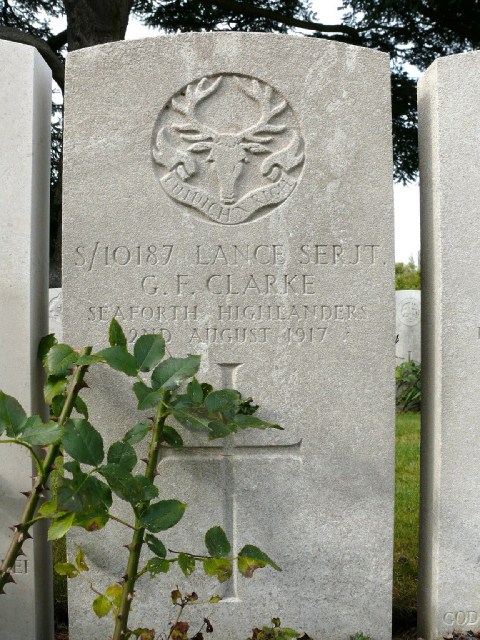 CUIDICH'N RIGH
S/10187 LANCE SERJT.
G. F. CLARKE
SEAFORTH HIGHLANDERS
22ND AUGUST 1917